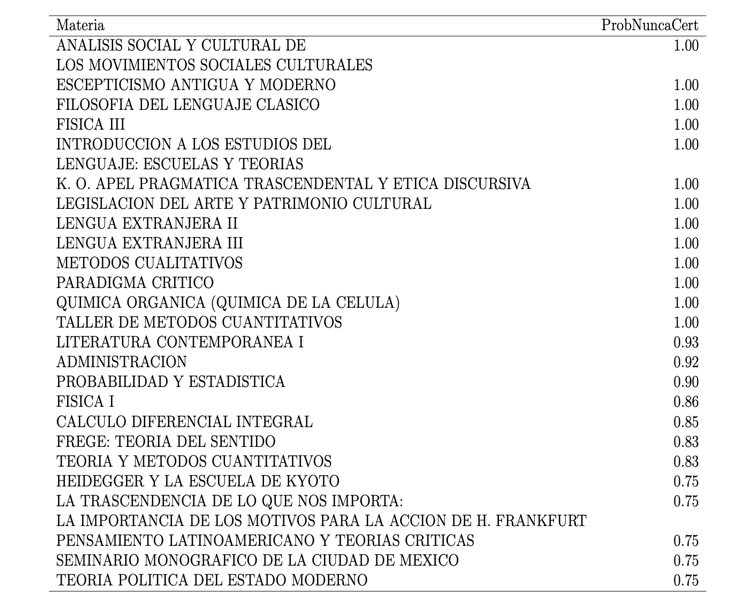 Materia ProbNuncaCert
ANALISIS SOCIAL Y CULTURAL DE 1.00
LOS MOVIMIENTOS SOCIALES CULTURALES
ESCEPTICISMO ANTIGUA Y MODERNO 1.00
FILOSOFIA DEL LENGUAJE CLASICO 1.00
FISICA III 1.00
INTRODUCCION A LOS ESTUDIOS DEL 1.00
LENGUAJE: ESCUELAS Y TEORIAS
K. O. APEL PRAGMATICA TRASCENDENTAL Y ETICA DISCURSIVA 1.00
LEGISLACION DEL ARTE Y PATRIMONIO CULTURAL 1.00
LENGUA EXTRANJERA II 1.00
LENGUA EXTRANJERA III 1.00
METODOS CUALITATIVOS 1.00
PARADIGMA CRITICO 1.00
QUIMICA ORGANICA (QUIMICA DE LA CELULA) 1.00
TALLER DE METODOS CUANTITATIVOS 1.00
LITERATURA CONTEMPORANEA I 0.93
ADMINISTRACION 0.92
PROBABILIDAD Y ESTADISTICA 0.90
FISICA I 0.86
CALCULO DIFERENCIAL INTEGRAL 0.85
FREGE: TEORIA DEL SENTIDO 0.83
TEORIA Y METODOS CUANTITATIVOS 0.83
HEIDEGGER Y LA ESCUELA DE KYOTO 0.75
LA TRASCENDENCIA DE LO QUE NOS IMPORTA: 0.75
LA IMPORTANCIA DE LOS MOTIVOS PARA LA ACCION DE H. FRANKFURT
PENSAMIENTO LATINOAMERICANO Y TEORIAS CRITICAS 0.75
SEMINARIO MONOGRAFICO DE LA CIUDAD DE MEXICO 0.75
TEORIA POLITICA DEL ESTADO MODERNO 0.75